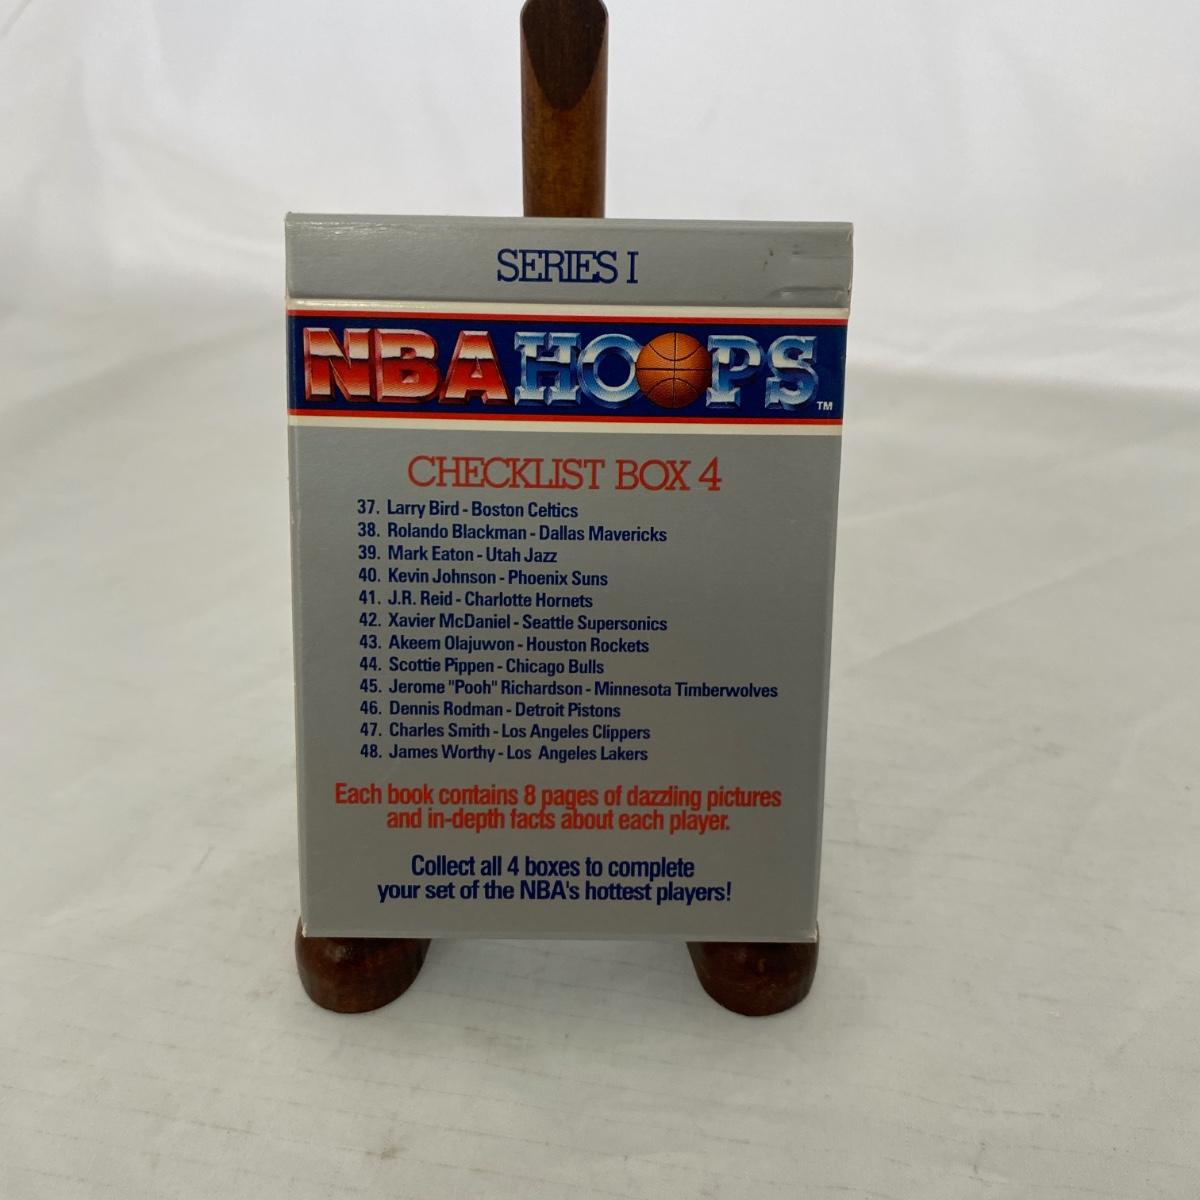 SERIES I
NBA HOOPS TM
CHECKLIST BOX 4
37. Larry Bird - Boston Celtics
38. Rolando Blackman - Dallas Mavericks
39. Mark Eaton - Utah Jazz
40. Kevin Johnson - Phoenix Suns
41. J.R. Reid - Charlotte Hornets
42. Xavier McDaniel - Seattle Supersonics
43. Akeem Olajuwon - Houston Rockets
44. Scottie Pippen - Chicago Bulls
45. Jerome "Pooh" Richardson - Minnesota Timberwolves
46. Dennis Rodman - Detroit Pistons
47. Charles Smith - Los Angeles Clippers
48. James Worthy - Los Angeles Lakers
Each book contains 8 pages of dazzling pictures
and in-depth facts about each player.
Collect all 4 boxes to complete
your set of the NBA's hottest players!